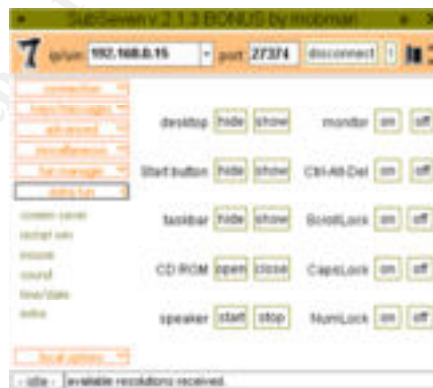 SubSeven v 2.1.3 BONUS by mobman
ip/uin: 192.168.0.15 port: 27374 disconnect
connection
keys/messages
advanced
miscellaneous
fun manager
extra fun
screen saver
restart win
mouse
sound
time/date
extra
local options
desktop hide show
monitor on off
Start button hide show
Ctrl-Alt-Del on off
taskbar hide show
ScrollLock on off
CD ROM open close
CapsLock on off
speaker start stop
NumLock on off
- idle - available resolutions received.